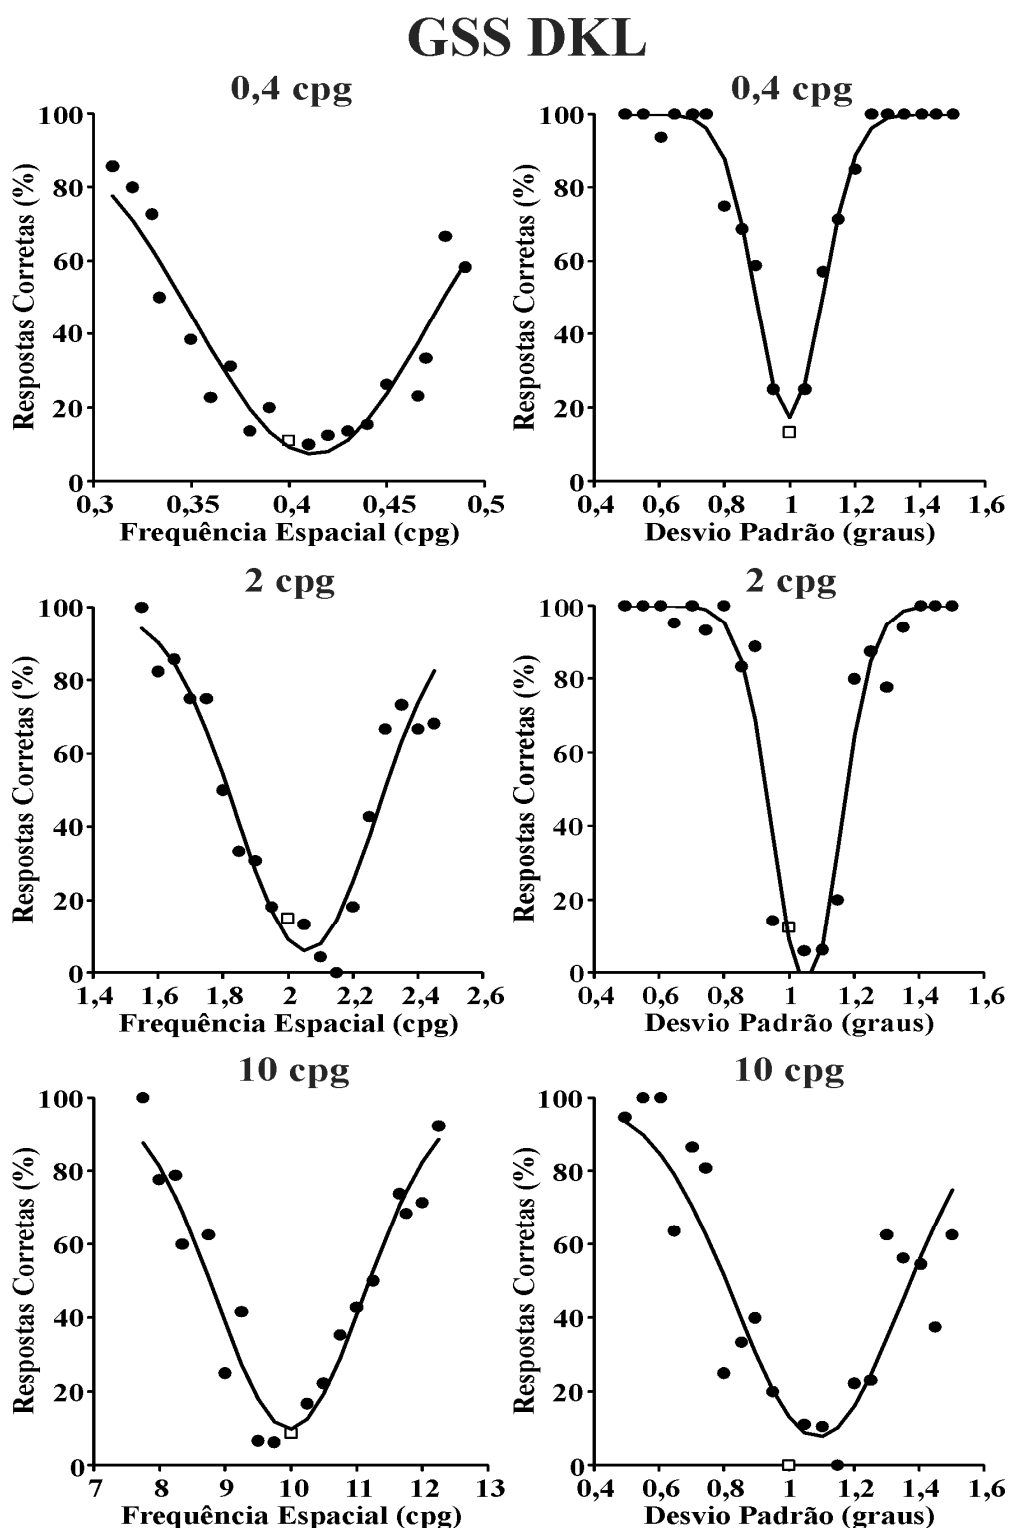 GSS DKL
0,4 cpg
Respostas Corretas (%)
100
80
60
40
20
0
0,3 0,35 0,4 0,45 0,5
Frequência Espacial (cpg)
0,4 cpg
Respostas Corretas (%)
100
80
60
40
20
0
0,4 0,6 0,8 1 1,2 1,4 1,6
Desvio Padrão (graus)
2 cpg
Respostas Corretas (%)
100
80
60
40
20
0
1,4 1,6 1,8 2 2,2 2,4 2,6
Frequência Espacial (cpg)
2 cpg
Respostas Corretas (%)
100
80
60
40
20
0
0,4 0,6 0,8 1 1,2 1,4 1,6
Desvio Padrão (graus)
10 cpg
Respostas Corretas (%)
100
80
60
40
20
0
7 8 9 10 11 12 13
Frequência Espacial (cpg)
10 cpg
Respostas Corretas (%)
100
80
60
40
20
0
0,4 0,6 0,8 1 1,2 1,4 1,6
Desvio Padrão (graus)